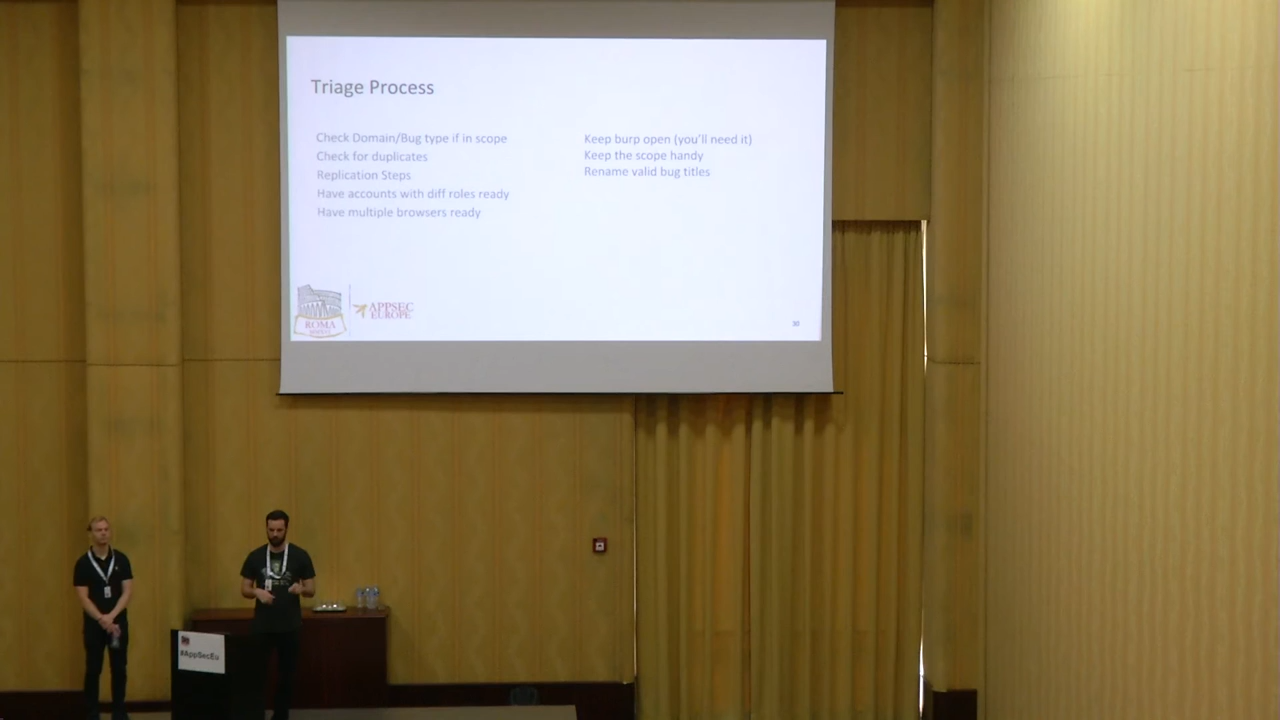 Triage Process
Check Domain/Bug type if in scope
Check for duplicates
Replication Steps
Have accounts with diff roles ready
Have multiple browsers ready
Keep burp open (you'll need it)
Keep the scope handy
Rename valid bug titles
ROMA
APPSEC
EUROPE
30
#AppSecEu